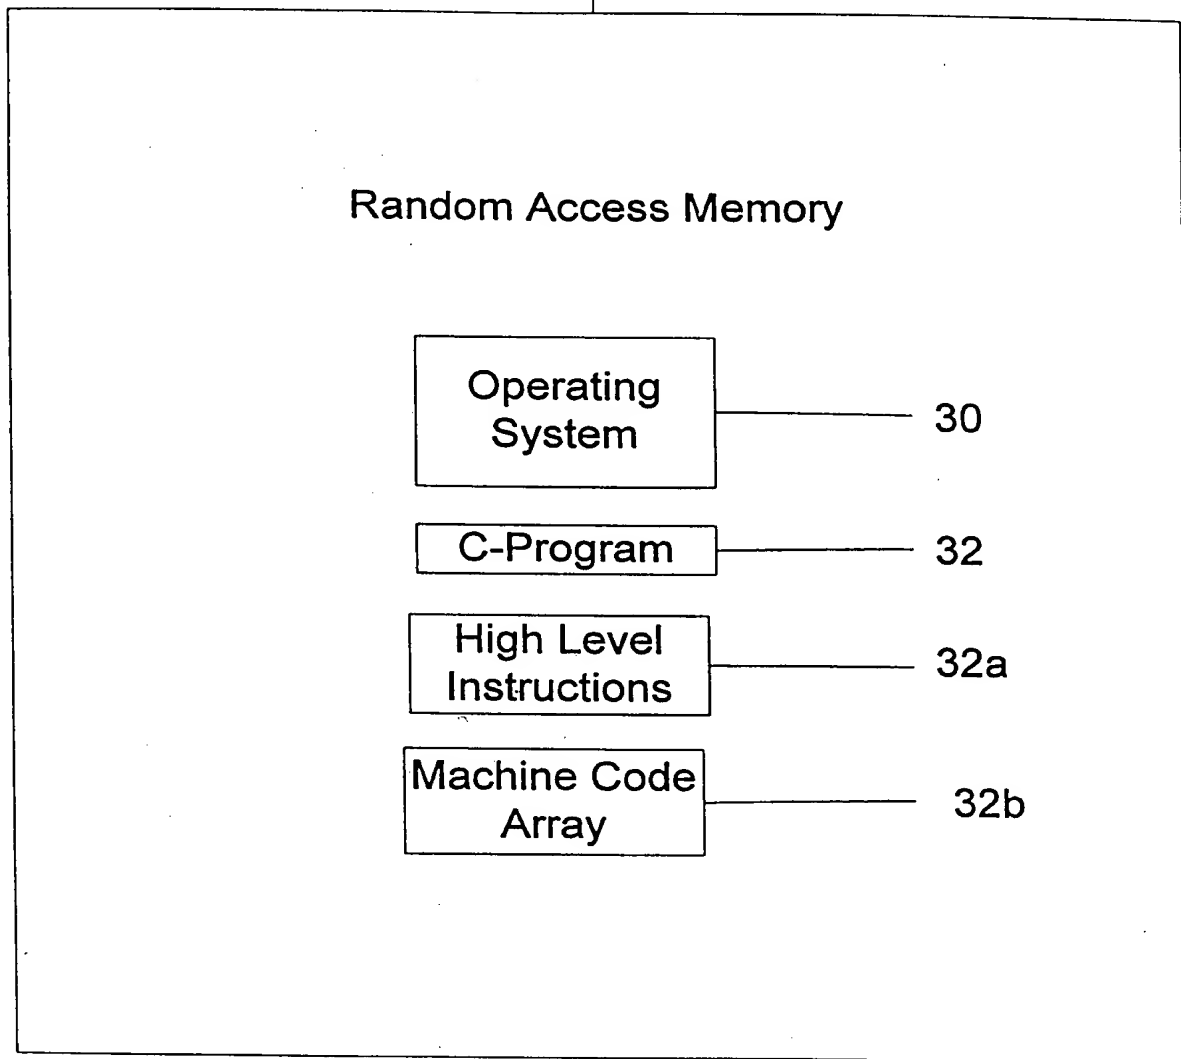 Random Access Memory
Operating
System
30
C-Program
32
High Level
Instructions
32a
Machine Code
Array
32b